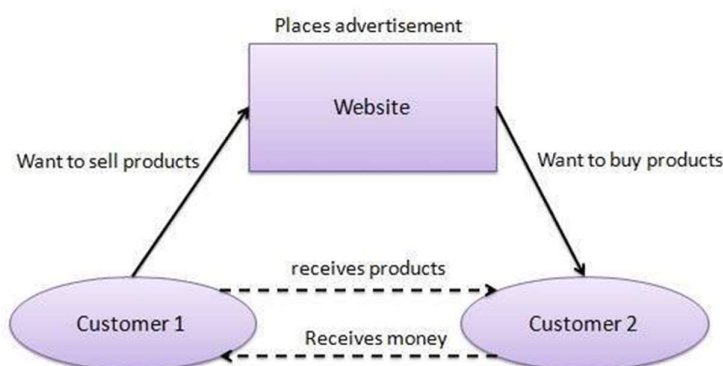 Places advertisement
Website
Want to sell products
Want to buy products
receives products
Customer 1
Customer 2
Receives money